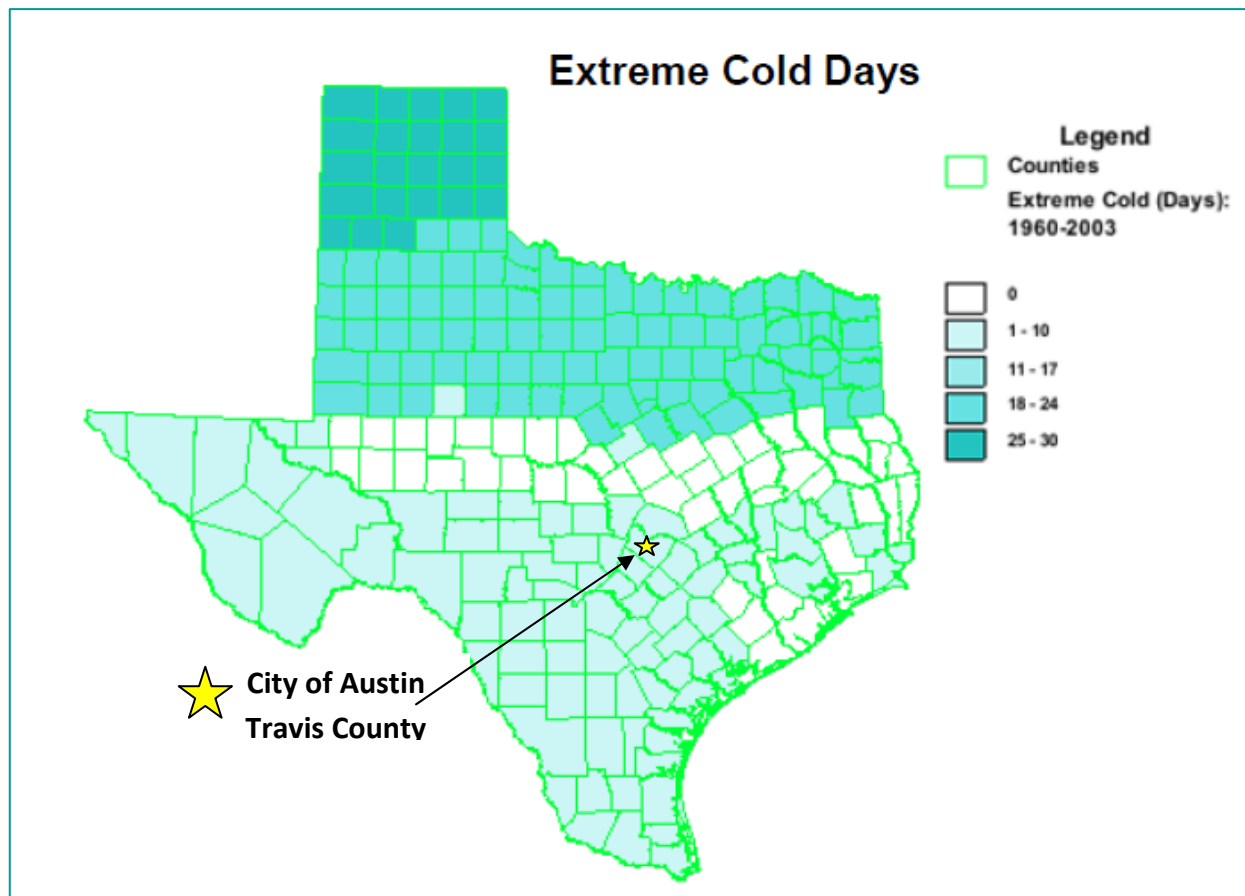 Extreme Cold Days
Legend
Counties
Extreme Cold (Days):
1960-2003
0
1 - 10
11 - 17
18 - 24
25 - 30
City of Austin
Travis County